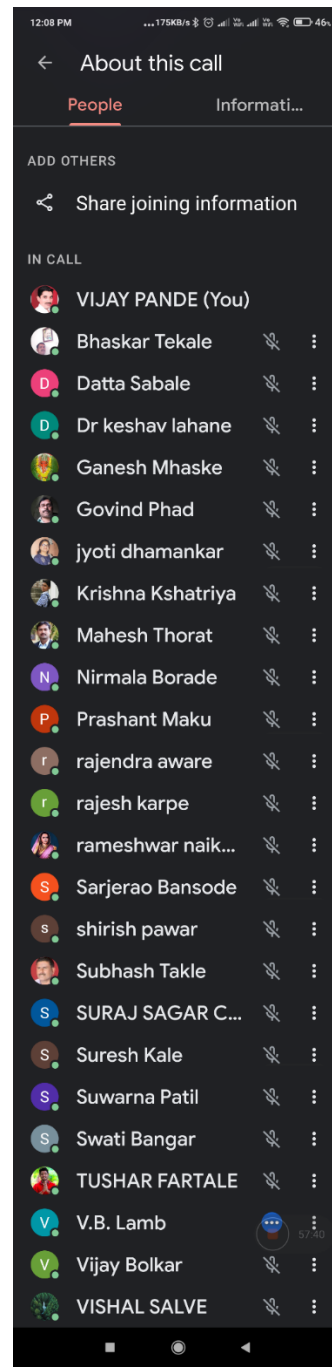 12:08 PM ...175KB/s 46%
About this call
People Informati...
ADD OTHERS
Share joining information
IN CALL
VIJAY PANDE (You)
Bhaskar Tekale
D Datta Sabale
D Dr keshav lahane
Ganesh Mhaske
Govind Phad
jyoti dhamankar
Krishna Kshatriya
Mahesh Thorat
N Nirmala Borade
P Prashant Maku
r rajendra aware
r rajesh karpe
rameshwar naik...
S Sarjerao Bansode
s shirish pawar
Subhash Takle
S SURAJ SAGAR C...
S Suresh Kale
S Suwarna Patil
S Swati Bangar
TUSHAR FARTALE
V V.B. Lamb 57:40
V Vijay Bolkar
VISHAL SALVE